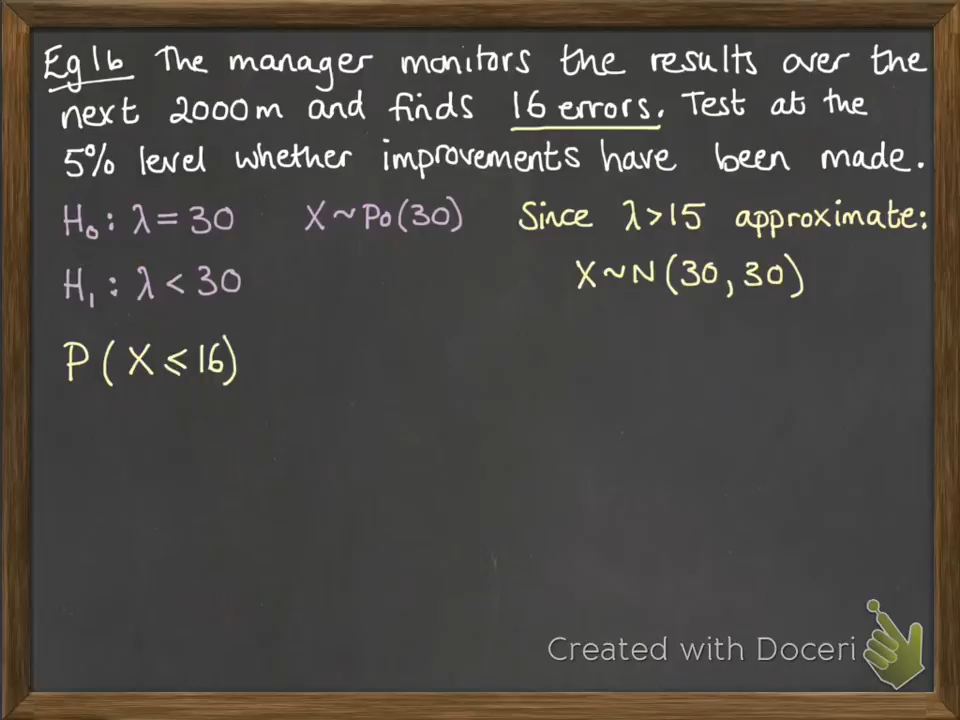 Eg 16 The manager monitors the results over the
next 2000m and finds 16 errors. Test at the
5% level whether improvements have been made.
H₀ : λ = 30 X ~ Po(30) Since λ > 15 approximate:
H₁ : λ < 30 X ~ N(30, 30)
P(X ⩽ 16)
Created with Doceri